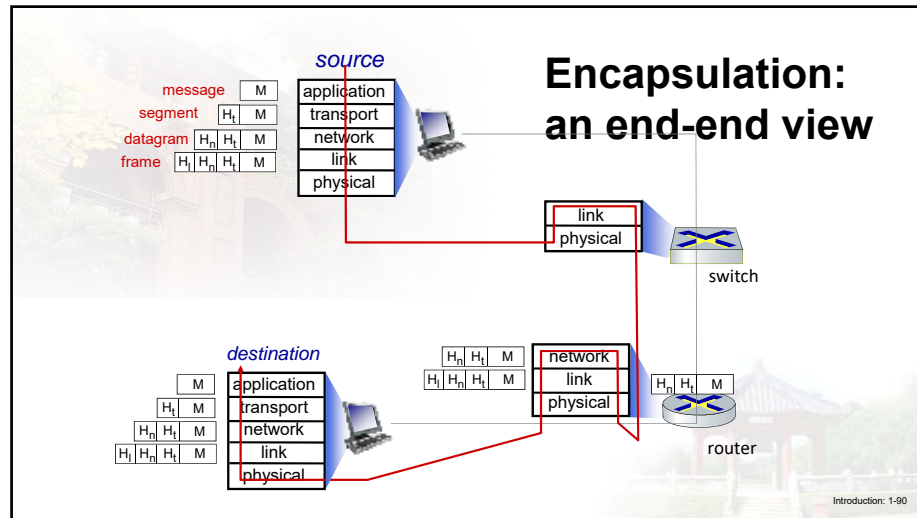 Encapsulation:
an end-end view
source
message M
segment Ht M
datagram Hn Ht M
frame Hl Hn Ht M
application
transport
network
link
physical
link
physical
switch
destination
M
Ht M
Hn Ht M
Hl Hn Ht M
application
transport
network
link
physical
Hn Ht M
Hl Hn Ht M
network
link
physical
Hn Ht M
router
Introduction: 1-90